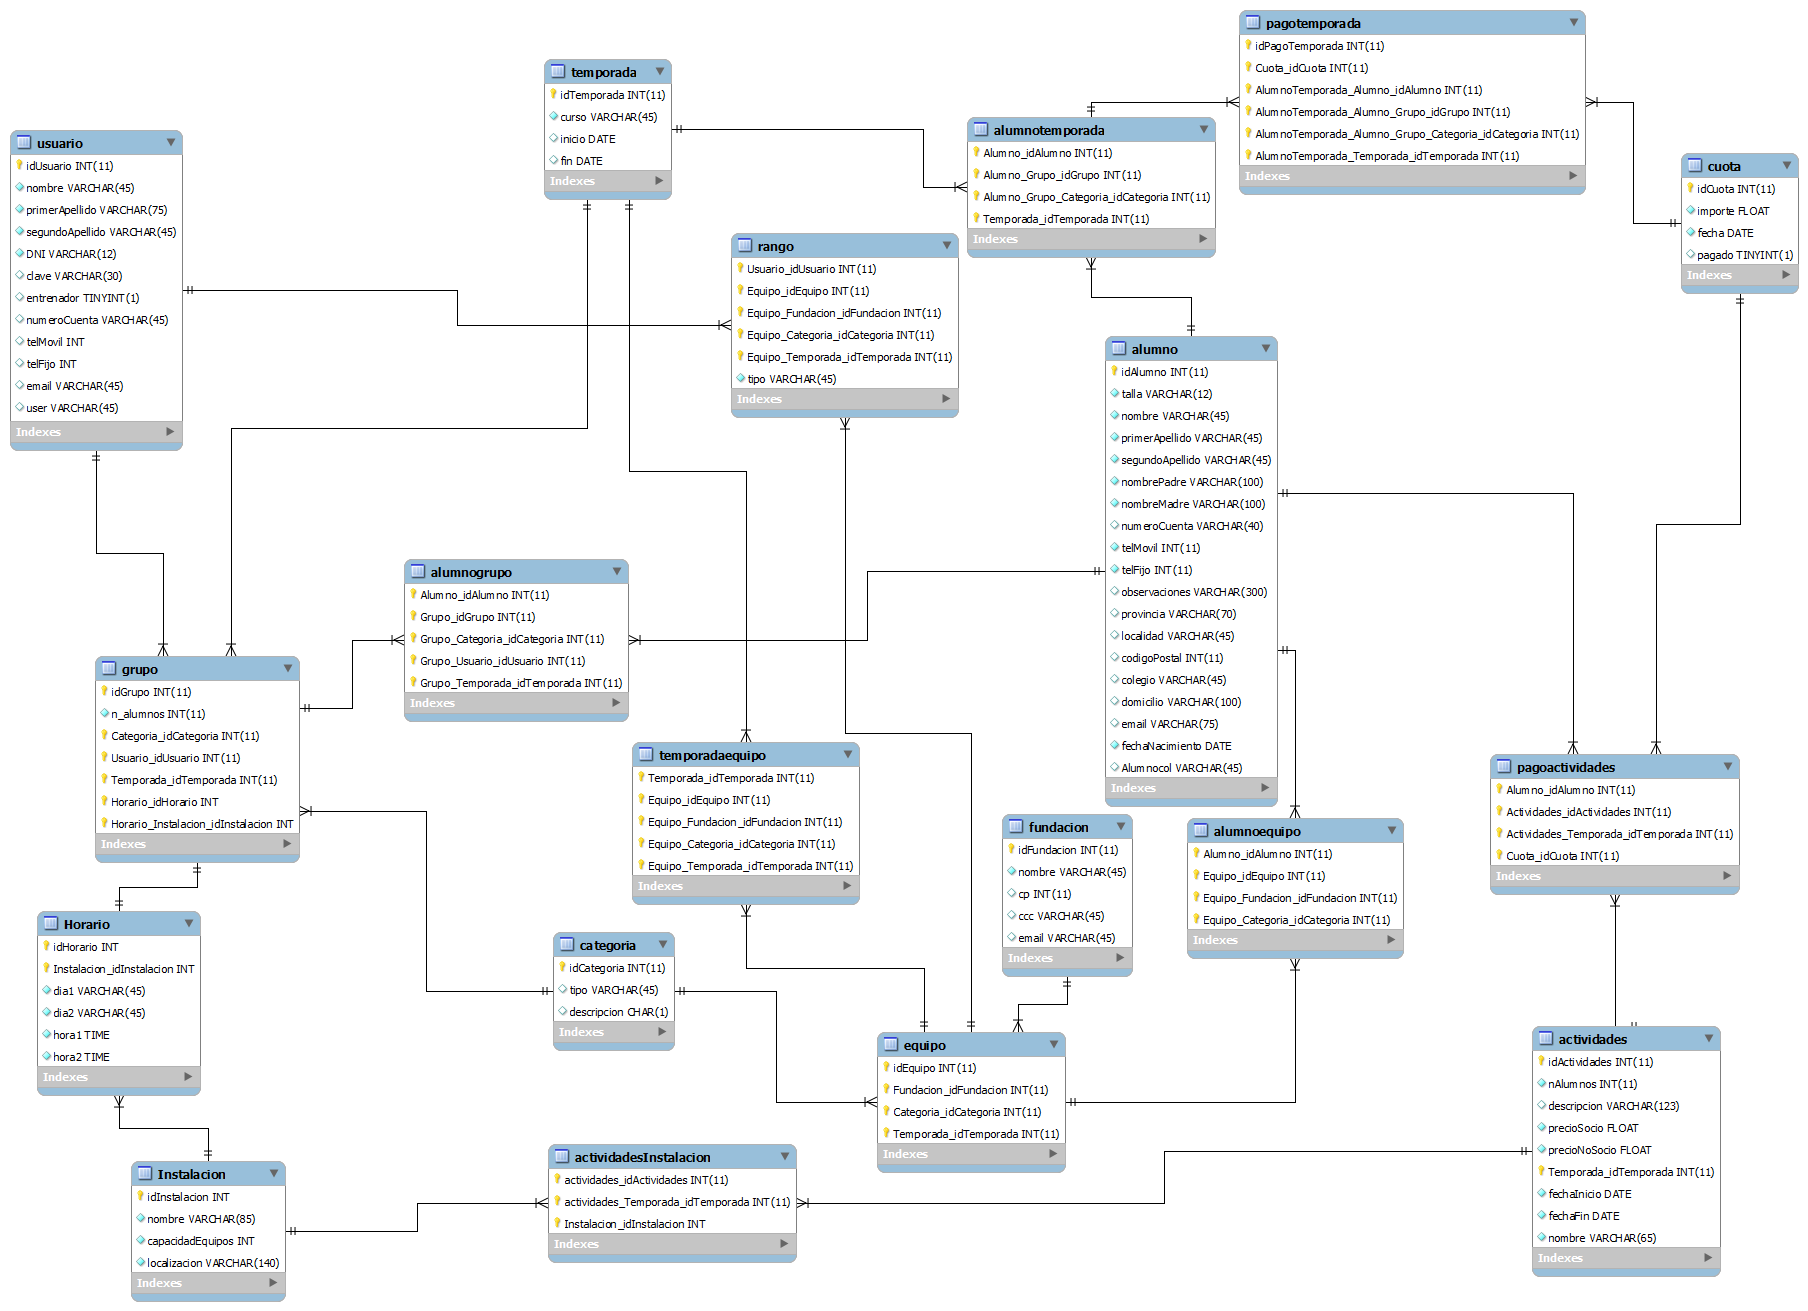 usuario
idUsuario INT(11)
nombre VARCHAR(45)
primerApellido VARCHAR(75)
segundoApellido VARCHAR(45)
DNI VARCHAR(12)
clave VARCHAR(30)
entrenador TINYINT(1)
numeroCuenta VARCHAR(45)
telMovil INT
telFijo INT
email VARCHAR(45)
user VARCHAR(45)
Indexes
temporada
idTemporada INT(11)
curso VARCHAR(45)
inicio DATE
fin DATE
Indexes
rango
Usuario_idUsuario INT(11)
Equipo_idEquipo INT(11)
Equipo_Fundacion_idFundacion INT(11)
Equipo_Categoria_idCategoria INT(11)
Equipo_Temporada_idTemporada INT(11)
tipo VARCHAR(45)
Indexes
alumnotemporada
Alumno_idAlumno INT(11)
Alumno_Grupo_idGrupo INT(11)
Alumno_Grupo_Categoria_idCategoria INT(11)
Temporada_idTemporada INT(11)
Indexes
pagotemporada
idPagoTemporada INT(11)
Cuota_idCuota INT(11)
AlumnoTemporada_Alumno_idAlumno INT(11)
AlumnoTemporada_Alumno_Grupo_idGrupo INT(11)
AlumnoTemporada_Alumno_Grupo_Categoria_idCategoria INT(11)
AlumnoTemporada_Temporada_idTemporada INT(11)
Indexes
cuota
idCuota INT(11)
importe FLOAT
fecha DATE
pagado TINYINT(1)
Indexes
alumno
idAlumno INT(11)
talla VARCHAR(12)
nombre VARCHAR(45)
primerApellido VARCHAR(45)
segundoApellido VARCHAR(45)
nombrePadre VARCHAR(100)
nombreMadre VARCHAR(100)
numeroCuenta VARCHAR(40)
telMovil INT(11)
telFijo INT(11)
observaciones VARCHAR(300)
provincia VARCHAR(70)
localidad VARCHAR(45)
codigoPostal INT(11)
colegio VARCHAR(45)
domicilio VARCHAR(100)
email VARCHAR(75)
fechaNacimiento DATE
Alumnocol VARCHAR(45)
Indexes
alumnogrupo
Alumno_idAlumno INT(11)
Grupo_idGrupo INT(11)
Grupo_Categoria_idCategoria INT(11)
Grupo_Usuario_idUsuario INT(11)
Grupo_Temporada_idTemporada INT(11)
Indexes
grupo
idGrupo INT(11)
n_alumnos INT(11)
Categoria_idCategoria INT(11)
Usuario_idUsuario INT(11)
Temporada_idTemporada INT(11)
Horario_idHorario INT
Horario_Instalacion_idInstalacion INT
Indexes
temporadaequipo
Temporada_idTemporada INT(11)
Equipo_idEquipo INT(11)
Equipo_Fundacion_idFundacion INT(11)
Equipo_Categoria_idCategoria INT(11)
Equipo_Temporada_idTemporada INT(11)
Indexes
fundacion
idFundacion INT(11)
nombre VARCHAR(45)
cp INT(11)
ccc VARCHAR(45)
email VARCHAR(45)
Indexes
alumnoequipo
Alumno_idAlumno INT(11)
Equipo_idEquipo INT(11)
Equipo_Fundacion_idFundacion INT(11)
Equipo_Categoria_idCategoria INT(11)
Indexes
pagoactividades
Alumno_idAlumno INT(11)
Actividades_idActividades INT(11)
Actividades_Temporada_idTemporada INT(11)
Cuota_idCuota INT(11)
Indexes
Horario
idHorario INT
Instalacion_idInstalacion INT
dia1 VARCHAR(45)
dia2 VARCHAR(45)
hora1 TIME
hora2 TIME
Indexes
categoria
idCategoria INT(11)
tipo VARCHAR(45)
descripcion CHAR(1)
Indexes
equipo
idEquipo INT(11)
Fundacion_idFundacion INT(11)
Categoria_idCategoria INT(11)
Temporada_idTemporada INT(11)
Indexes
actividades
idActividades INT(11)
nAlumnos INT(11)
descripcion VARCHAR(123)
precioSocio FLOAT
precioNoSocio FLOAT
Temporada_idTemporada INT(11)
fechaInicio DATE
fechaFin DATE
nombre VARCHAR(65)
Indexes
Instalacion
idInstalacion INT
nombre VARCHAR(85)
capacidadEquipos INT
localizacion VARCHAR(140)
Indexes
actividadesInstalacion
actividades_idActividades INT(11)
actividades_Temporada_idTemporada INT(11)
Instalacion_idInstalacion INT
Indexes